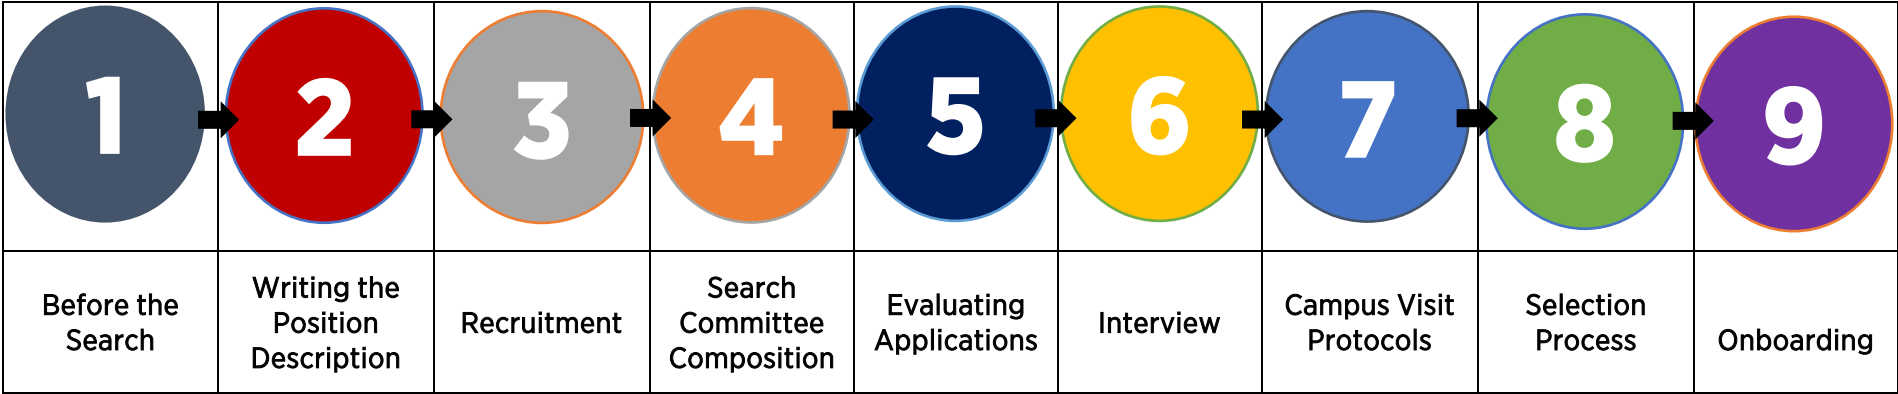 1
2
3
4
5
6
7
8
9
Before the
Search
Writing the
Position
Description
Recruitment
Search
Committee
Composition
Evaluating
Applications
Interview
Campus Visit
Protocols
Selection
Process
Onboarding